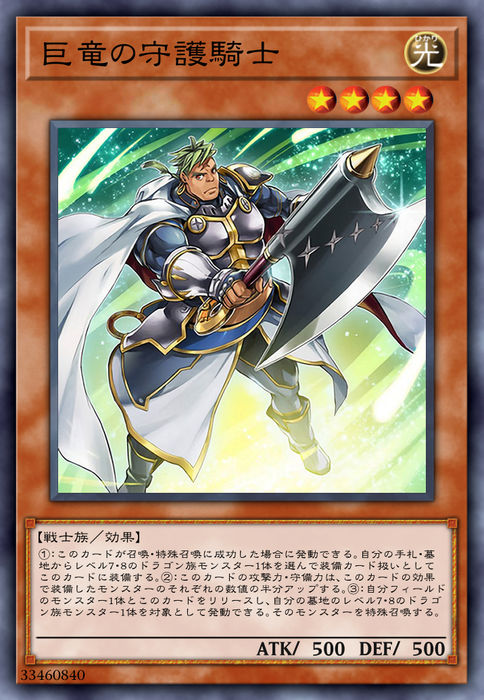 巨竜の守護騎士
ひかり
光
【戦士族／効果】
①:このカードが召喚・特殊召喚に成功した場合に発動できる。自分の手札・墓
地からレベル7・8のドラゴン族モンスター1体を選んで装備カード扱いとして
このカードに装備する。②:このカードの攻撃力・守備力は、このカードの効果
で装備したモンスターのそれぞれの数値の半分アップする。③:自分フィールド
のモンスター1体とこのカードをリリースし、自分の墓地のレベル7・8のドラゴ
ン族モンスター1体を対象として発動できる。そのモンスターを特殊召喚する。
ATK/ 500 DEF/ 500
33460840